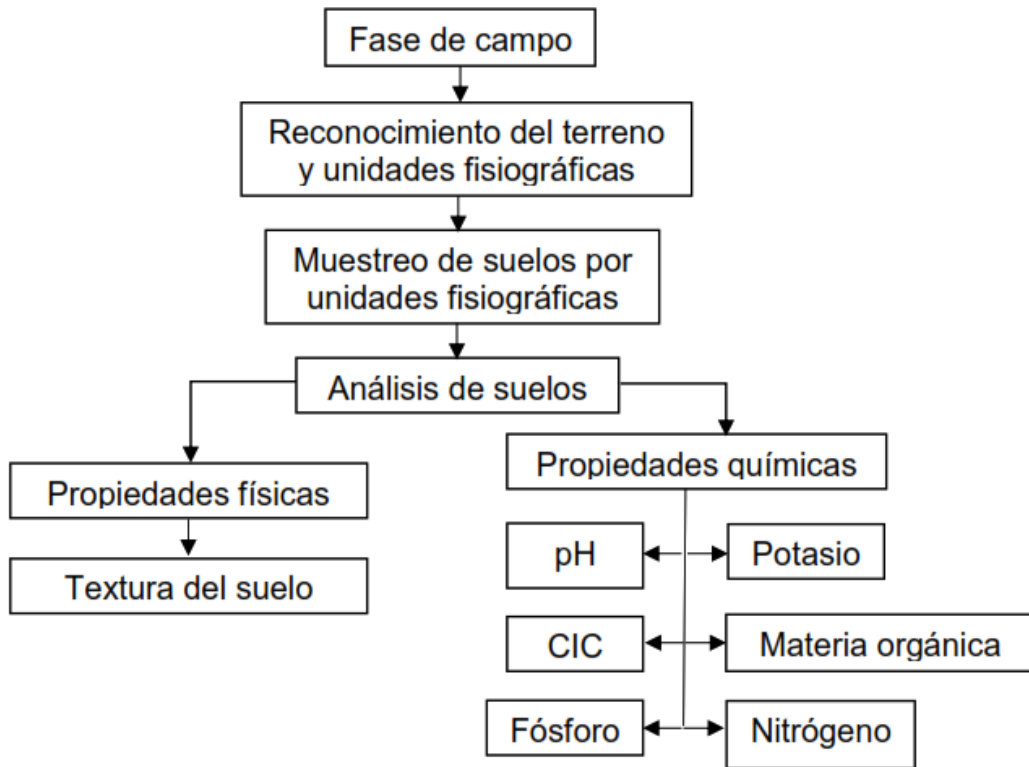 Fase de campo
Reconocimiento del terreno
y unidades fisiográficas
Muestreo de suelos por
unidades fisiográficas
Análisis de suelos
Propiedades físicas
Textura del suelo
Propiedades químicas
pH
Potasio
CIC
Materia orgánica
Fósforo
Nitrógeno